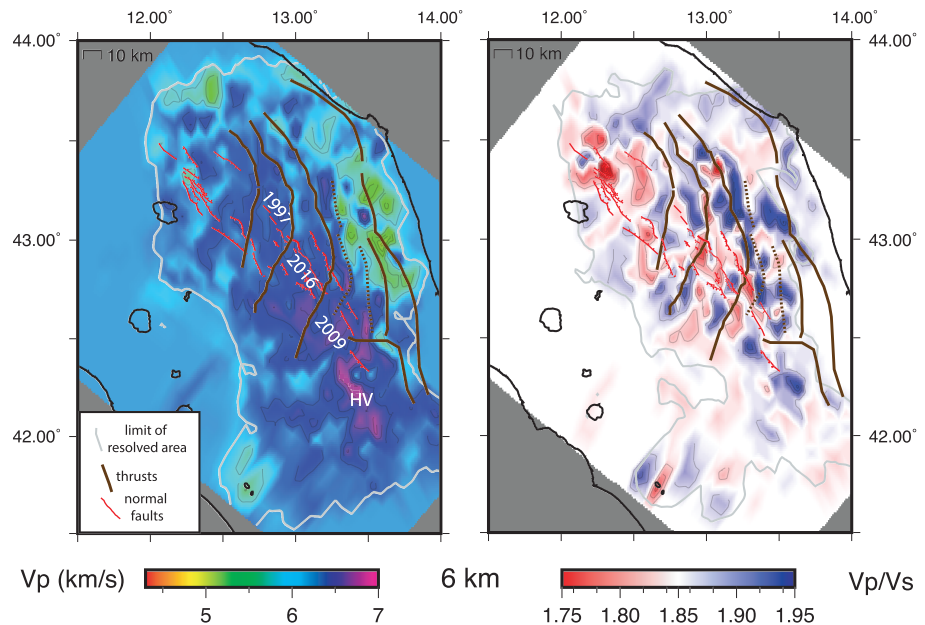 12.00° 13.00° 14.00° 12.00° 13.00° 14.00°
44.00° 44.00°
10 km 10 km
1997
43.00° 43.00°
2016
2009
HV
42.00° 42.00°
limit of
resolved area
thrusts
normal
faults
Vp (km/s) 6 km Vp/Vs
5 6 7 1.75 1.80 1.85 1.90 1.95